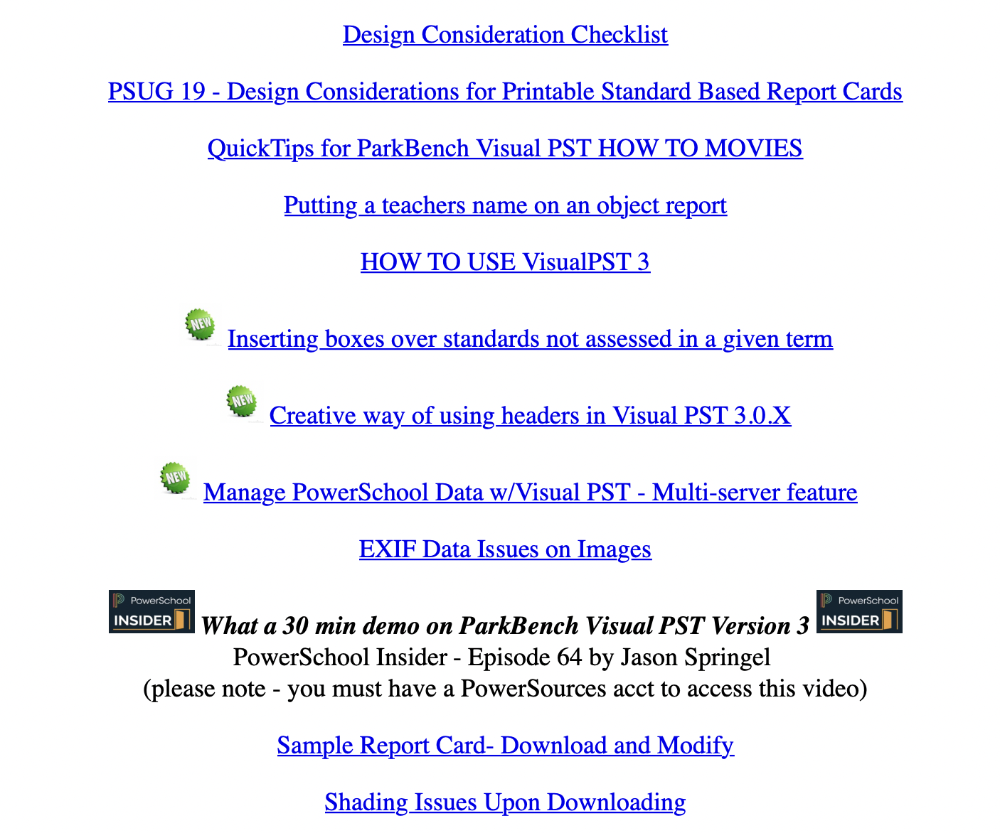 Design Consideration Checklist
PSUG 19 - Design Considerations for Printable Standard Based Report Cards
QuickTips for ParkBench Visual PST HOW TO MOVIES
Putting a teachers name on an object report
HOW TO USE VisualPST 3
NEW Inserting boxes over standards not assessed in a given term
NEW Creative way of using headers in Visual PST 3.0.X
NEW Manage PowerSchool Data w/Visual PST - Multi-server feature
EXIF Data Issues on Images
PowerSchool
INSIDER
What a 30 min demo on ParkBench Visual PST Version 3
PowerSchool
INSIDER
PowerSchool Insider - Episode 64 by Jason Springel
(please note - you must have a PowerSources acct to access this video)
Sample Report Card- Download and Modify
Shading Issues Upon Downloading